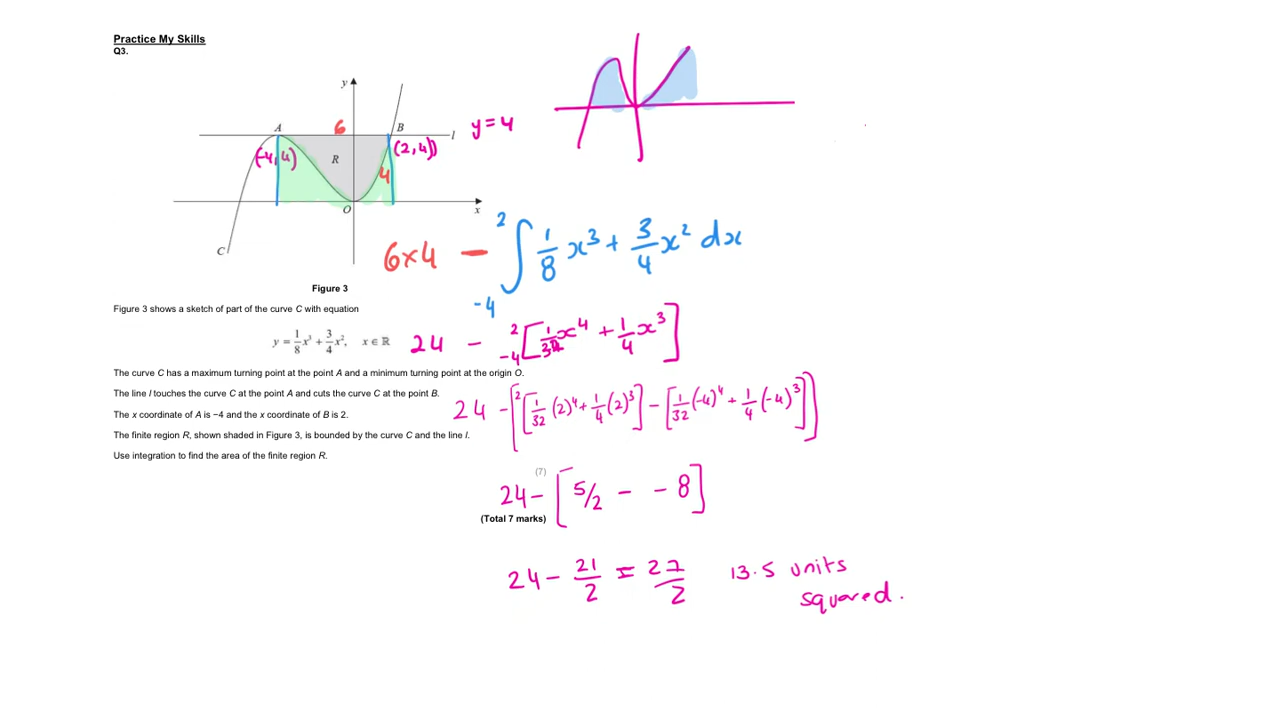 Practice My Skills
Q3.
y
A
6
B
l
y = 4
(-4,4)
R
(2,4))
4
O
x
C
6×4 − ∫ 2 -4 1/8 x³ + 3/4 x² dx
Figure 3
Figure 3 shows a sketch of part of the curve C with equation
y = 1/8 x³ + 3/4 x², x ∈ ℝ
24 − 2 -4 [1/32 x⁴ + 1/4 x³]
The curve C has a maximum turning point at the point A and a minimum turning point at the origin O.
The line l touches the curve C at the point A and cuts the curve C at the point B.
The x coordinate of A is −4 and the x coordinate of B is 2.
24 − [2 [1/32 (2)⁴ + 1/4 (2)³] − [1/32 (-4)⁴ + 1/4 (-4)³]]
The finite region R, shown shaded in Figure 3, is bounded by the curve C and the line l.
Use integration to find the area of the finite region R.
(7)
24 − [5/2 − − 8]
(Total 7 marks)
24 − 21/2 = 27/2 13.5 units
squared.